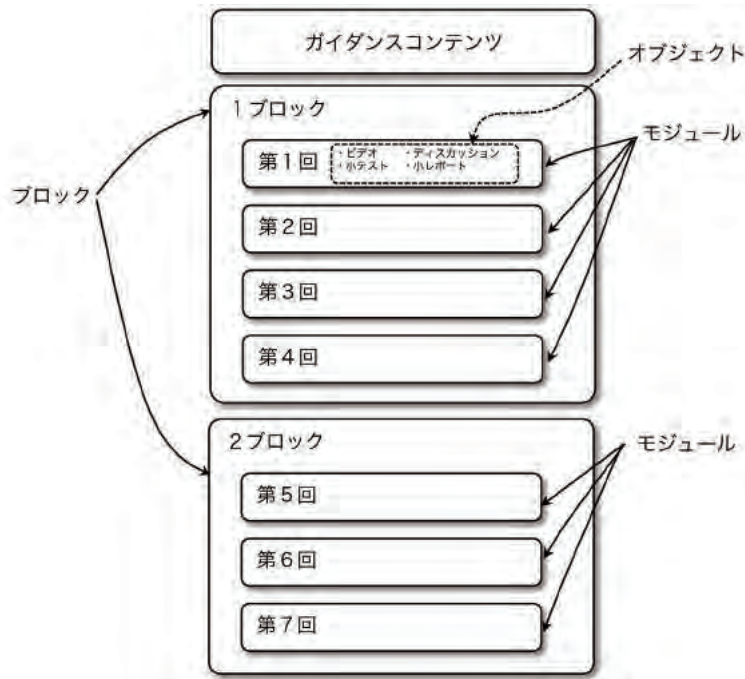 ガイダンスコンテンツ
オブジェクト
1ブロック
モジュール
第1回
・ビデオ ・ディスカッション
・小テスト ・小レポート
ブロック
第2回
第3回
第4回
2ブロック
モジュール
第5回
第6回
第7回